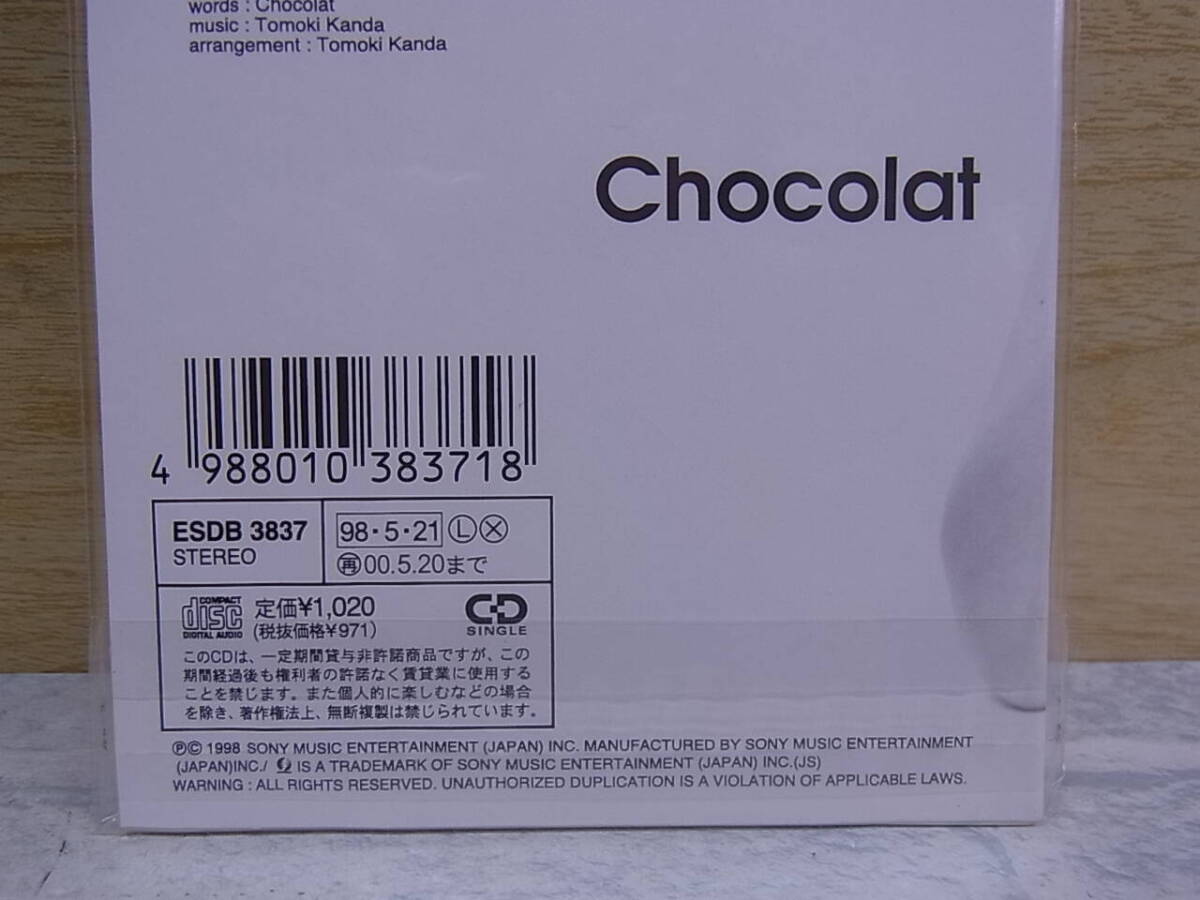 words : Chocolat
music : Tomoki Kanda
arrangement : Tomoki Kanda
Chocolat
4 988010 383718
ESDB 3837
STEREO
98・5・21 Ⓛ Ⓧ
㊢00.5.20まで
COMPACT
disc
DIGITAL AUDIO
定価¥1,020
(税抜価格¥971)
CD
SINGLE
このCDは、一定期間貸与非許諾商品ですが、この
期間経過後も権利者の許諾なく賃貸業に使用する
ことを禁じます。また個人的に楽しむなどの場合
を除き、著作権法上、無断複製は禁じられています。
℗© 1998 SONY MUSIC ENTERTAINMENT (JAPAN) INC. MANUFACTURED BY SONY MUSIC ENTERTAINMENT
(JAPAN)INC./ IS A TRADEMARK OF SONY MUSIC ENTERTAINMENT (JAPAN) INC.(JS)
WARNING : ALL RIGHTS RESERVED. UNAUTHORIZED DUPLICATION IS A VIOLATION OF APPLICABLE LAWS.